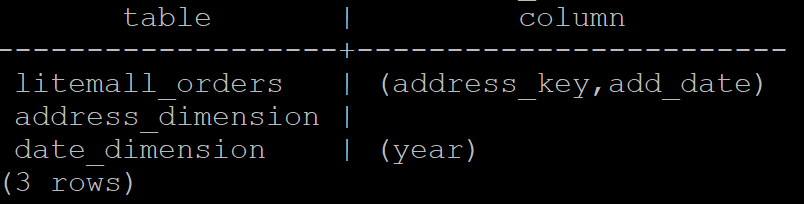 table | column
--------------------+--------------------------
litemall_orders | (address_key,add_date)
address_dimension |
date_dimension | (year)
(3 rows)